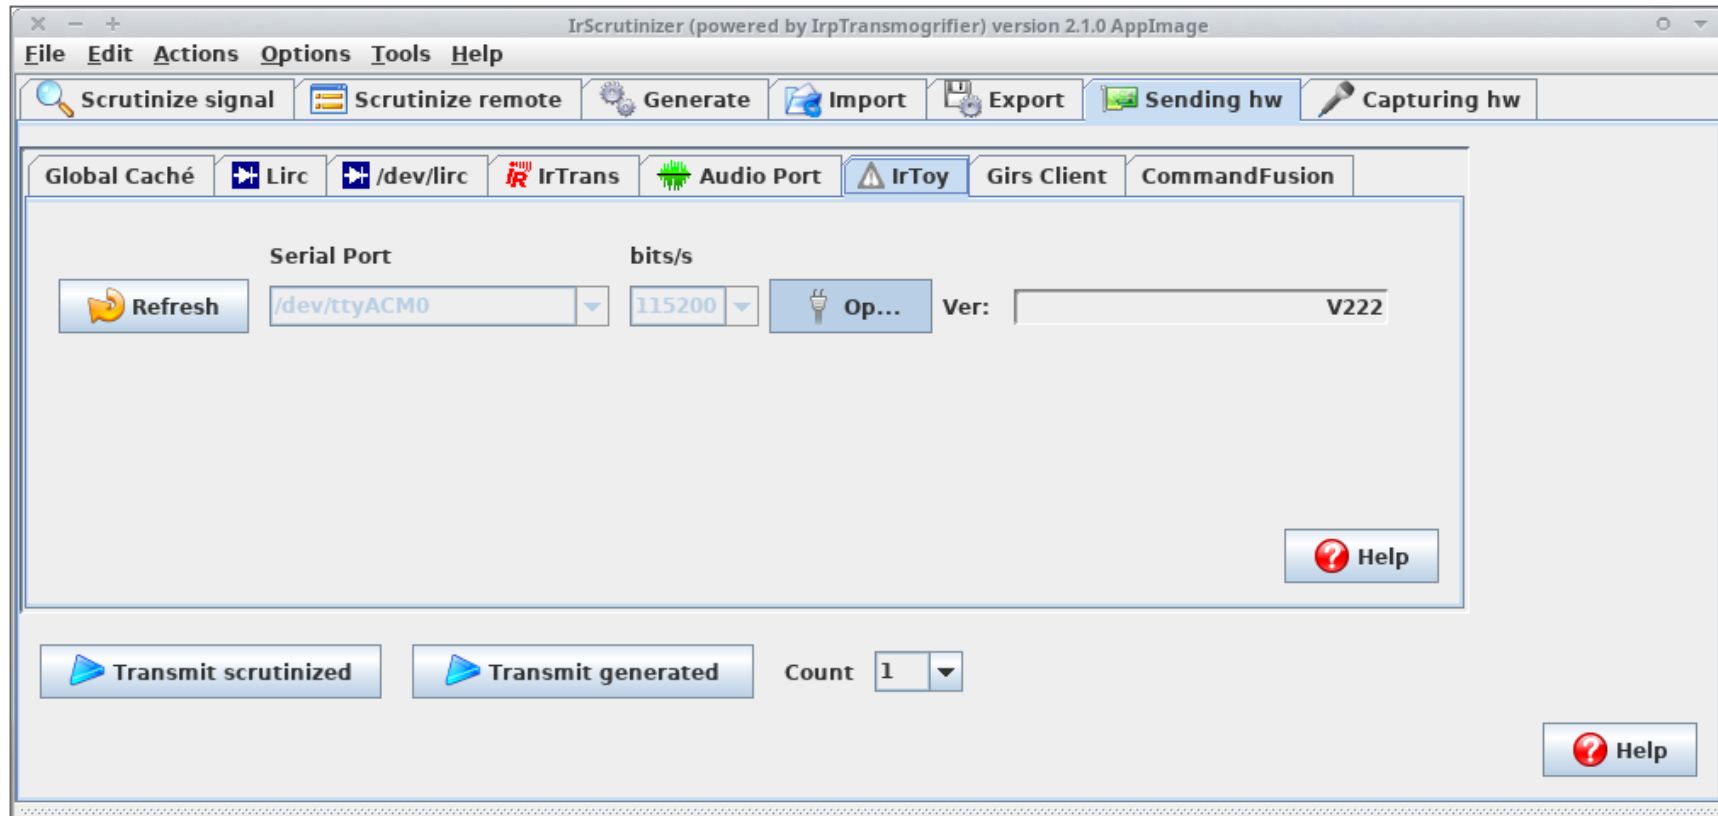 IrScrutinizer (powered by IrpTransmogrifier) version 2.1.0 AppImage
File Edit Actions Options Tools Help
Scrutinize signal Scrutinize remote Generate Import Export Sending hw Capturing hw
Global Caché Lirc /dev/lirc IrTrans Audio Port IrToy Girs Client CommandFusion
Serial Port bits/s
Refresh /dev/ttyACM0 115200 Op... Ver: V222
Help
Transmit scrutinized Transmit generated Count 1
Help